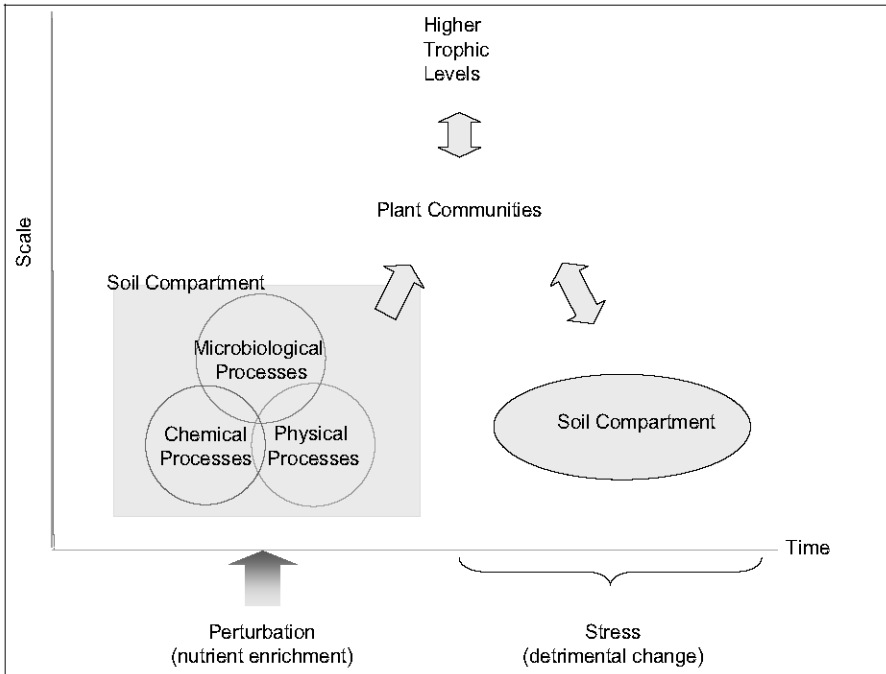 Higher
Trophic
Levels
Plant Communities
Scale
Soil Compartment
Microbiological
Processes
Chemical
Processes
Physical
Processes
Soil Compartment
Time
Perturbation
(nutrient enrichment)
Stress
(detrimental change)